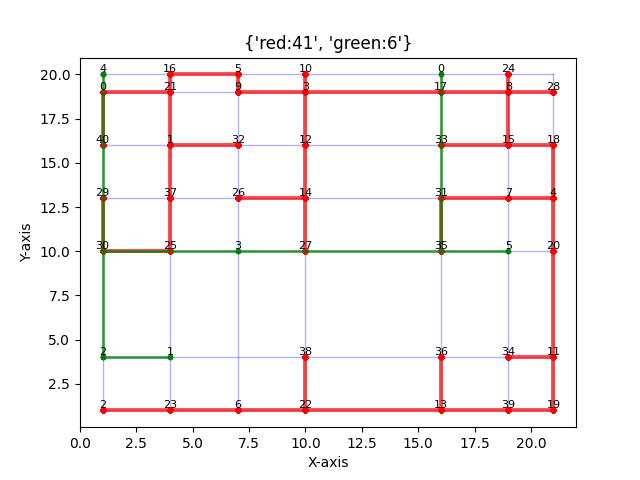 {'red:41', 'green:6'}
4 16 5 10 0 24
20.0
0 21 9 3 17 8 28
17.5
40 1 32 12 33 15 18
15.0
29 37 26 14 31 7 4
12.5
30 25 3 27 35 5 20
10.0
7.5
5.0
2 1 38 36 34 11
2.5
2 23 6 22 13 39 19
Y-axis
0.0 2.5 5.0 7.5 10.0 12.5 15.0 17.5 20.0
X-axis